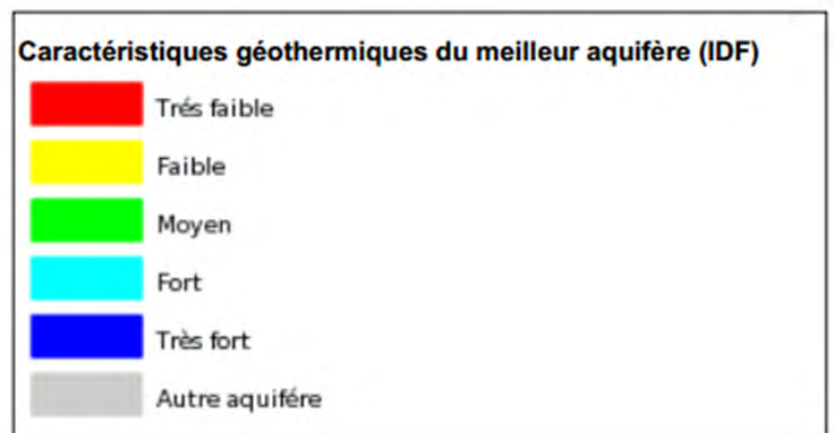 Caractéristiques géothermiques du meilleur aquifère (IDF)
Trés faible
Faible
Moyen
Fort
Très fort
Autre aquifére